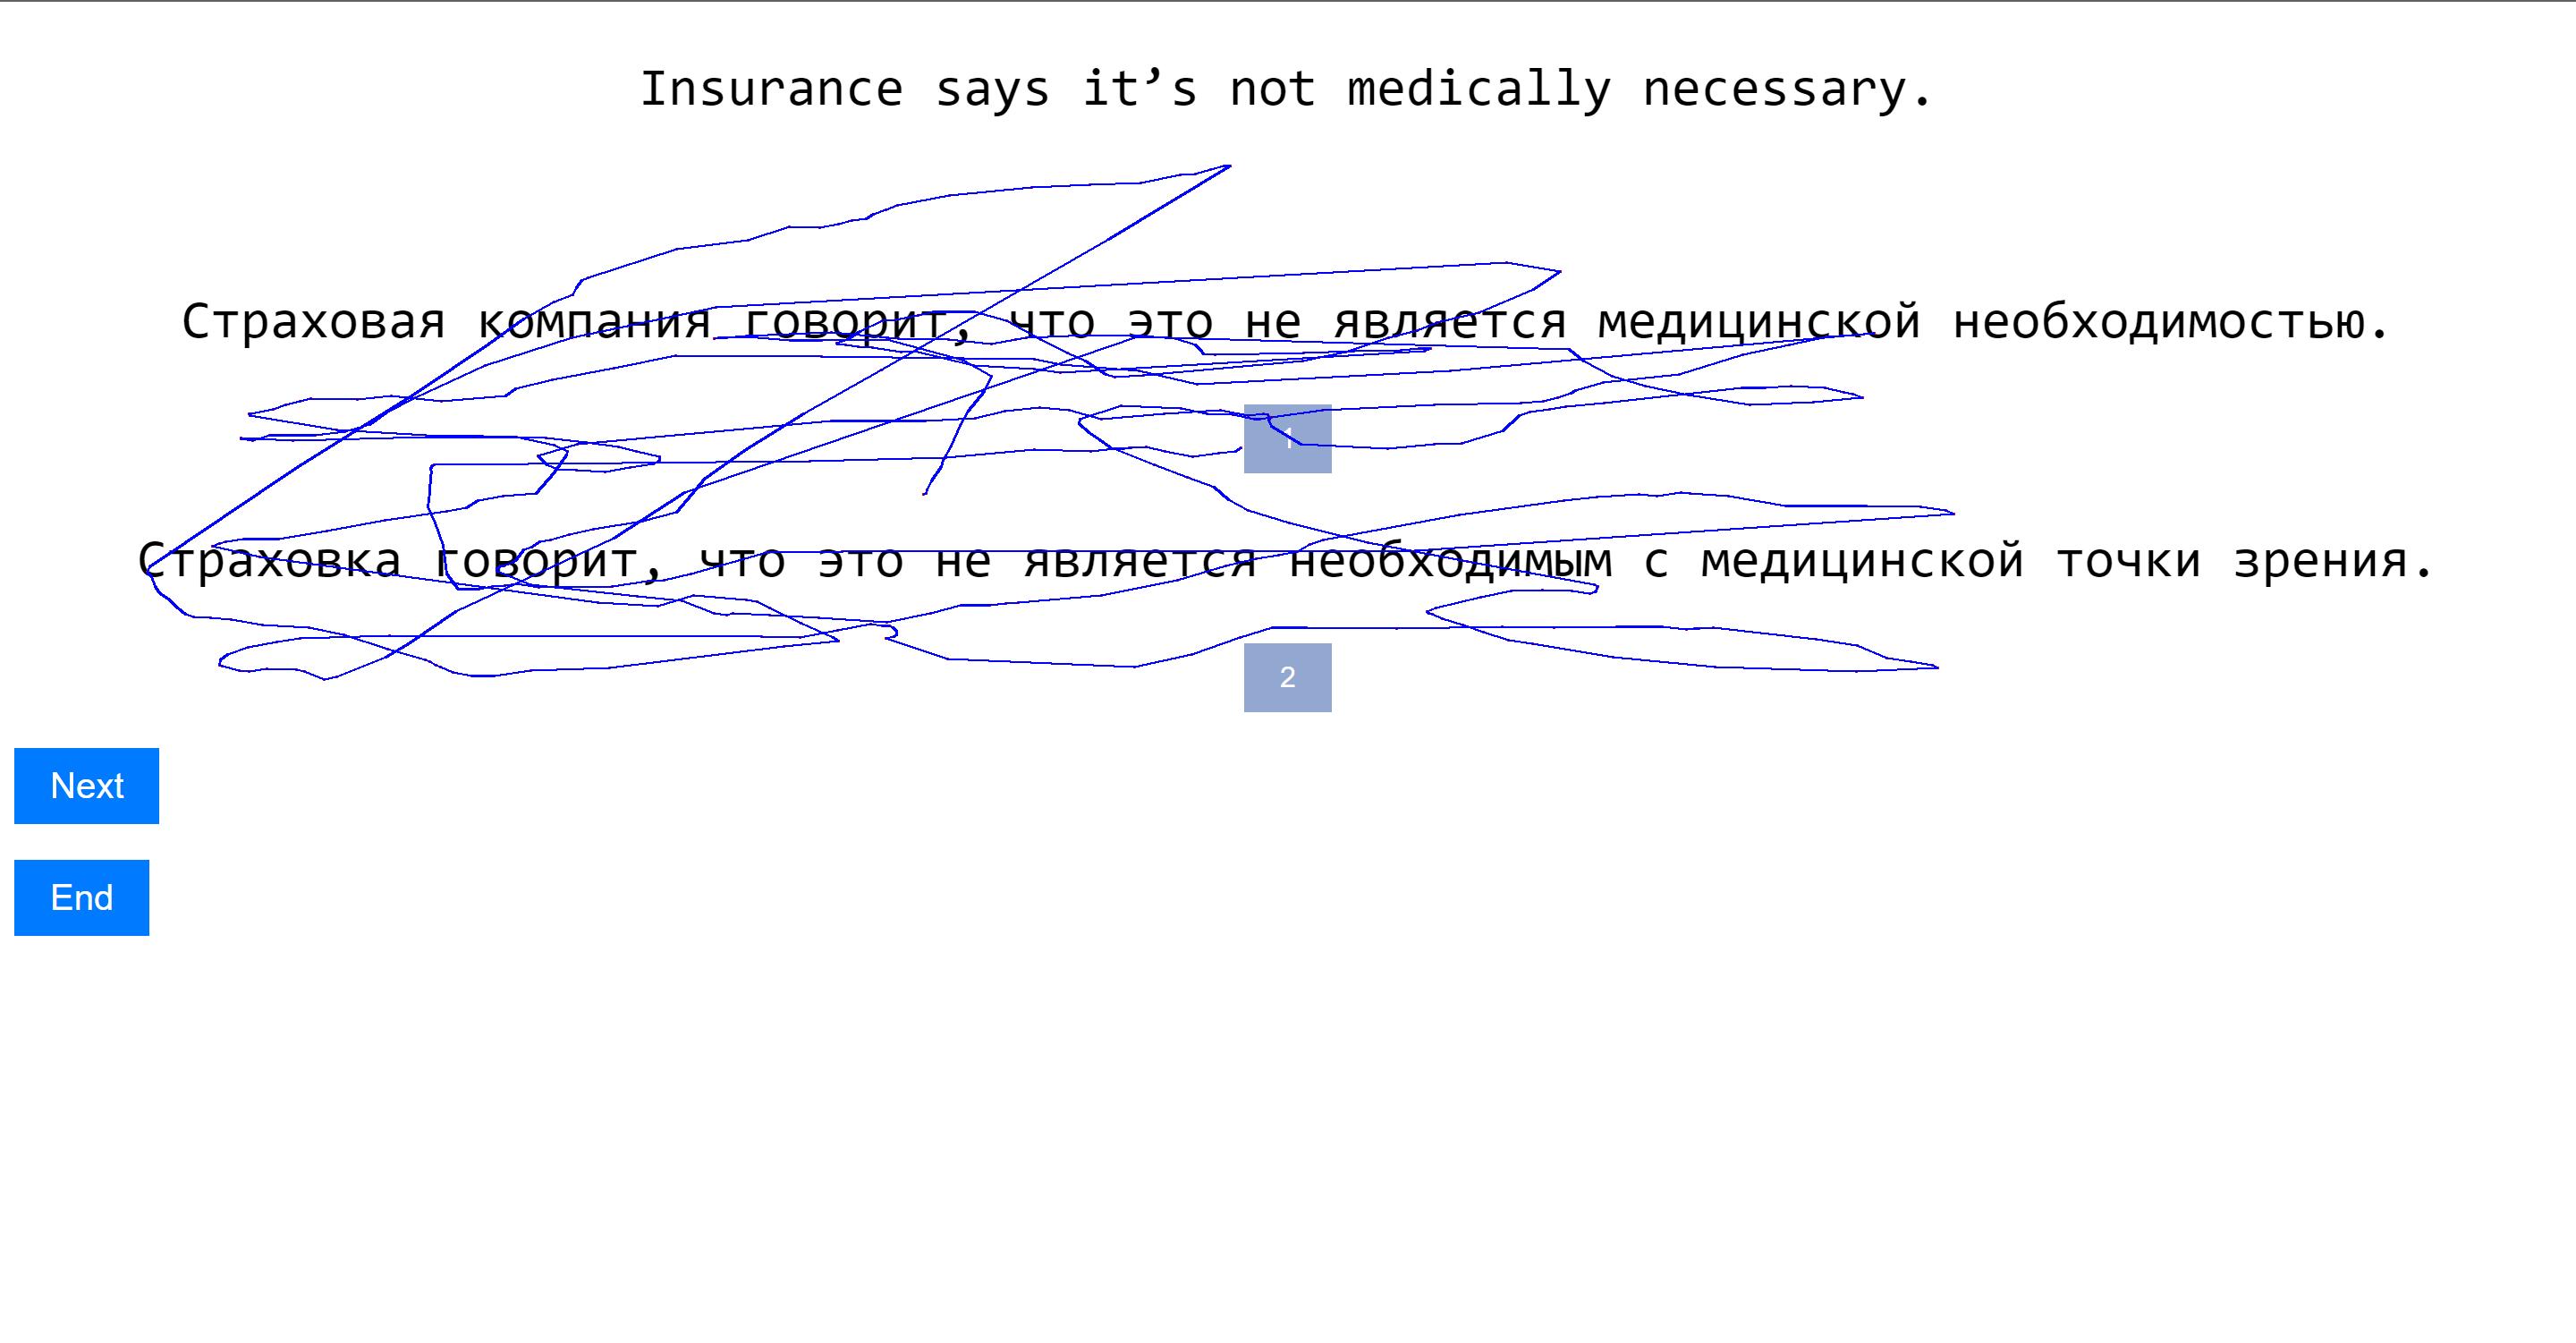 Insurance says it’s not medically necessary.
Страховая компания говорит, что это не является медицинской необходимостью.
1
Страховка говорит, что это не является необходимым с медицинской точки зрения.
2
Next
End